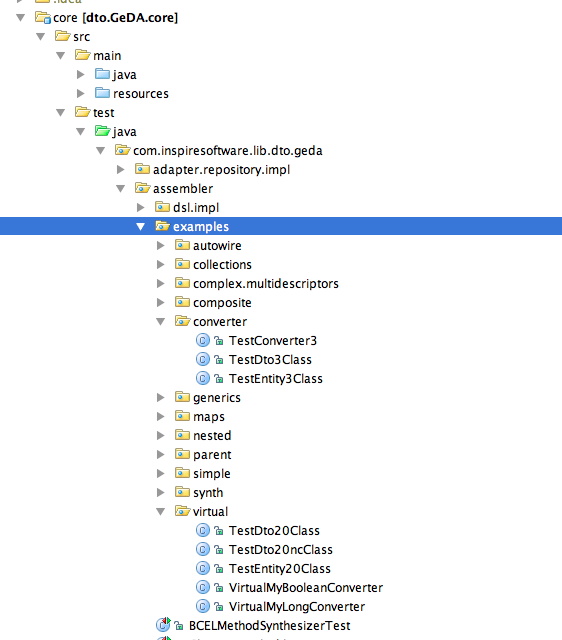 .idea
core [dto.GeDA.core]
src
main
java
resources
test
java
com.inspiresoftware.lib.dto.geda
adapter.repository.impl
assembler
dsl.impl
examples
autowire
collections
complex.multidescriptors
composite
converter
TestConverter3
TestDto3Class
TestEntity3Class
generics
maps
nested
parent
simple
synth
virtual
TestDto20Class
TestDto20ncClass
TestEntity20Class
VirtualMyBooleanConverter
VirtualMyLongConverter
BCELMethodSynthesizerTest